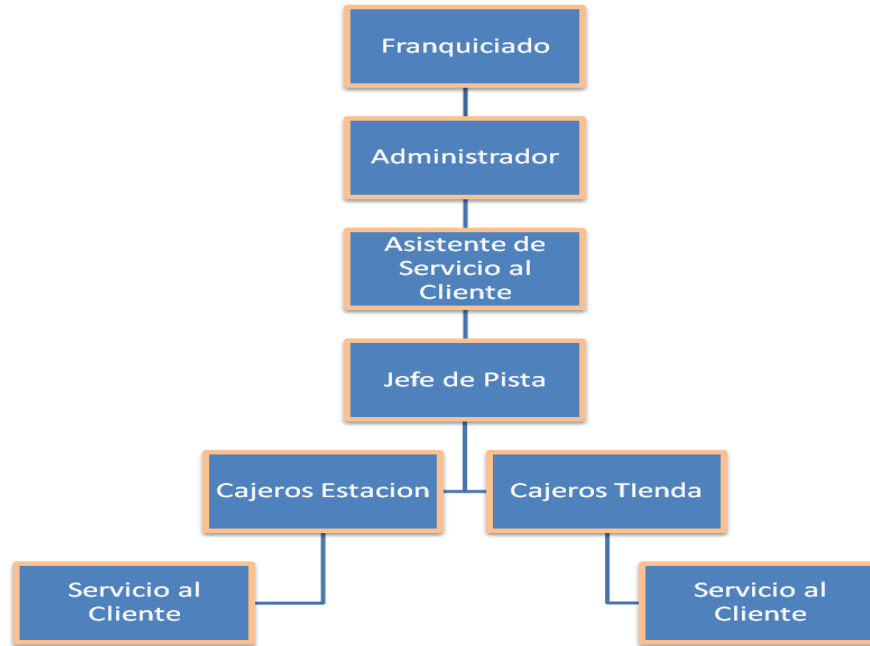 Franquiciado
Administrador
Asistente de
Servicio al
Cliente
Jefe de Pista
Cajeros Estacion
Cajeros TIenda
Servicio al
Cliente
Servicio al
Cliente